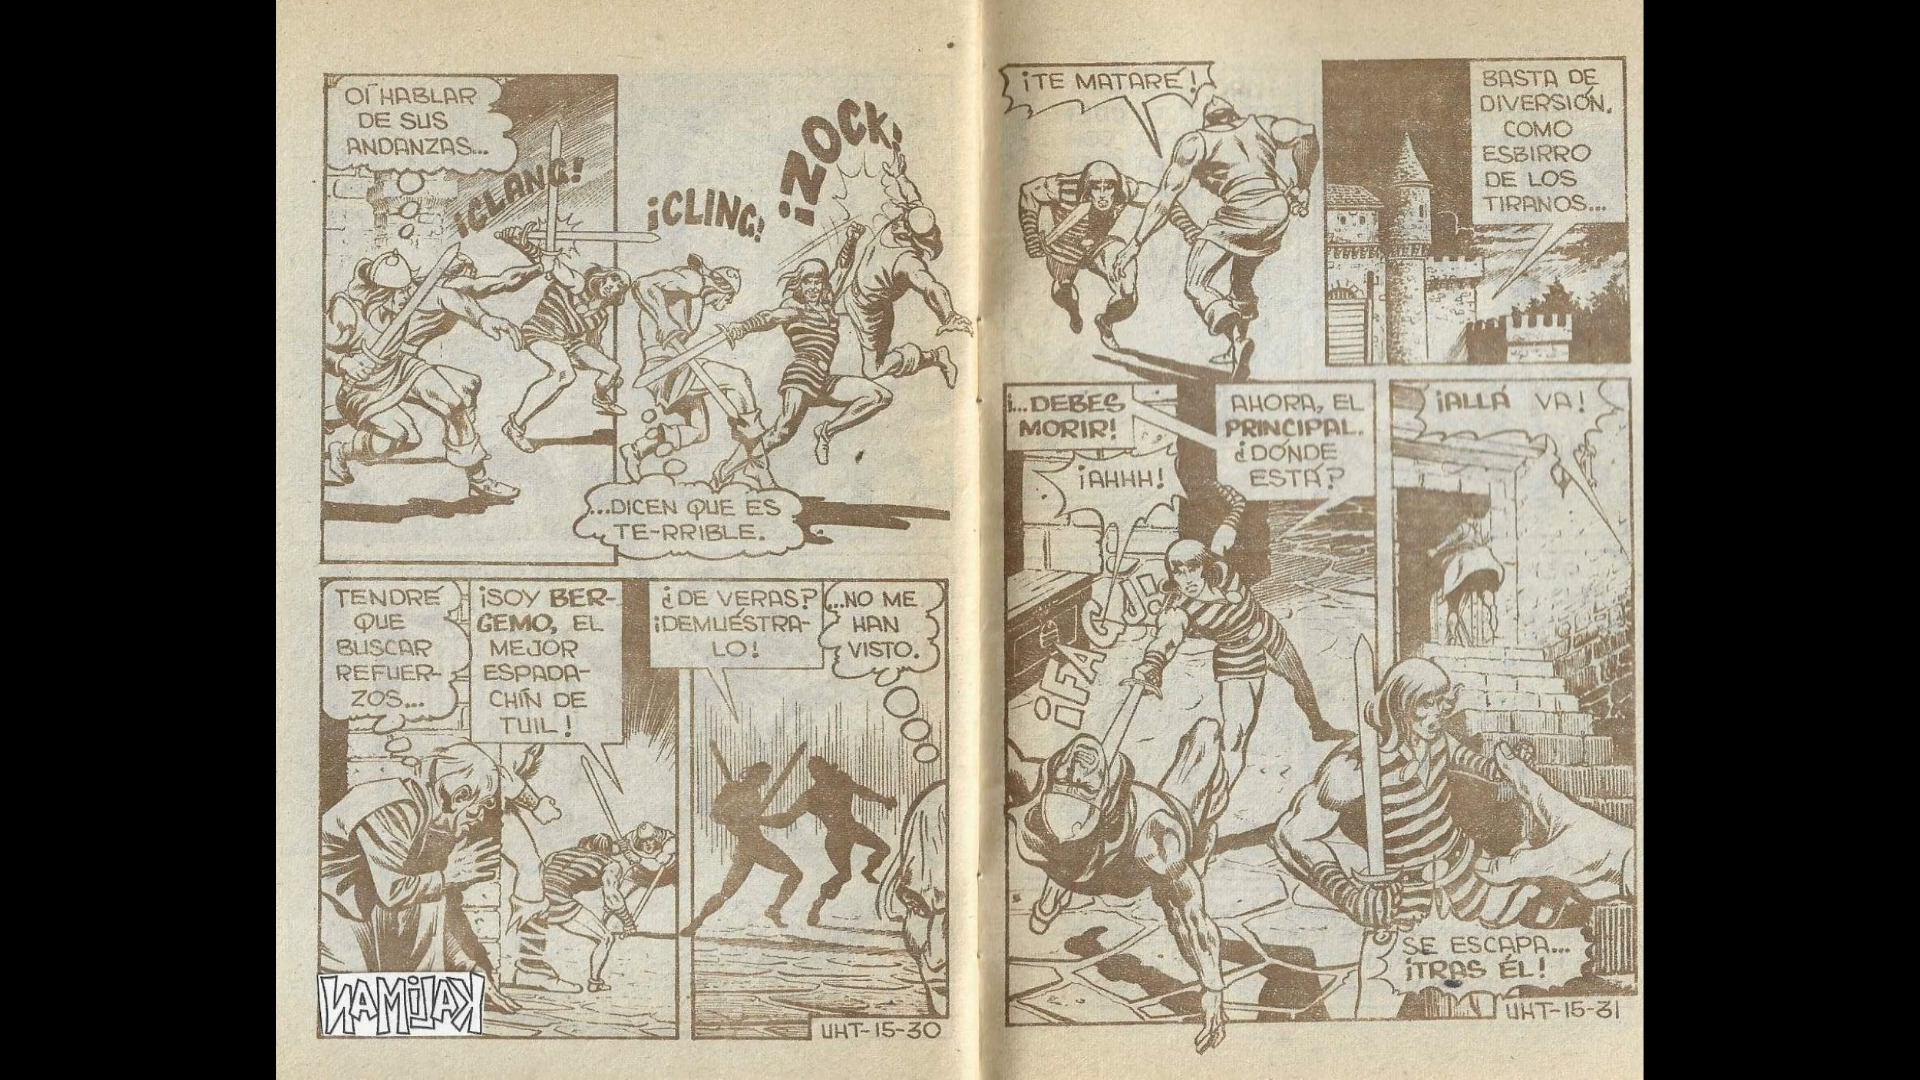 OÍ HABLAR
DE SUS
ANDANZAS...
¡CLANG!
¡CLING!
¡ZOCK!
...DICEN QUE ES
TE-RRIBLE.
TENDRÉ
QUE
BUSCAR
REFUER-
ZOS...
¡SOY BER-
GEMO, EL
MEJOR
ESPADA-
CHÍN DE
TUIL!
¿DE VERAS?
¡DEMUÉSTRA-
LO!
...NO ME
HAN
VISTO.
KALIMAN
UHT-15-30
¡TE MATARÉ!
BASTA DE
DIVERSIÓN.
COMO
ESBIRRO
DE LOS
TIRANOS...
¡...DEBES
MORIR!
¡AHHH!
AHORA, EL
PRINCIPAL.
¿DÓNDE
ESTÁ?
¡ALLÁ VA!
SE ESCAPA...
¡TRAS ÉL!
UHT-15-31